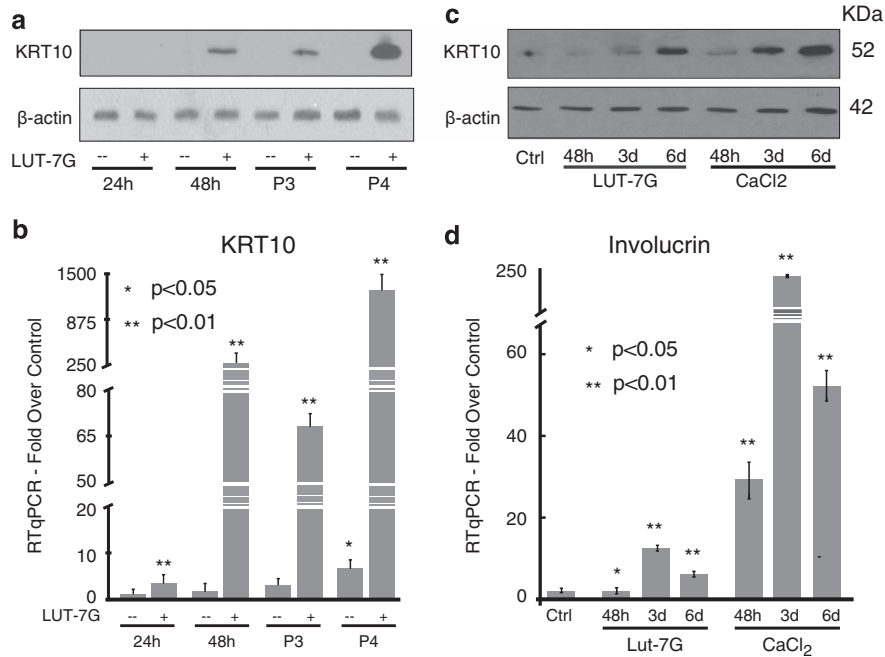 a
KRT10
β-actin
LUT-7G -- + -- + -- + -- +
24h 48h P3 P4
c
KDa
KRT10 52
β-actin 42
Ctrl 48h 3d 6d 48h 3d 6d
LUT-7G CaCl2
b
KRT10
RTqPCR - Fold Over Control
1500
875
250
80
65
50
20
10
0
* p<0.05
** p<0.01
** ** ** * **
LUT-7G -- + -- + -- + -- +
24h 48h P3 P4
d
Involucrin
RTqPCR - Fold Over Control
250
60
40
20
0
* p<0.05
** p<0.01
* ** ** ** ** **
Ctrl 48h 3d 6d 48h 3d 6d
Lut-7G CaCl2